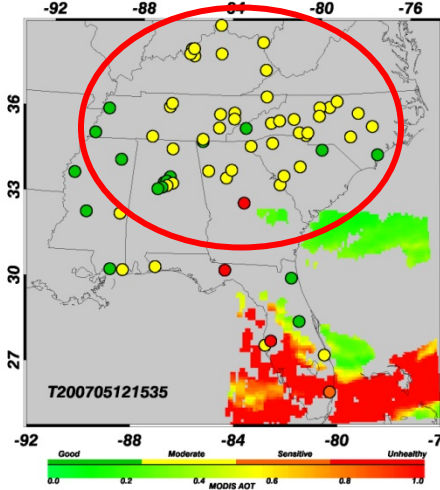 -92 -88 -84 -80 -76
36
33
30
27
T200705121535
-92 -88 -84 -80 -7
Good Moderate Sensitive Unhealthy
0.0 0.2 0.4 0.6 0.8 1.0
MODIS AOT